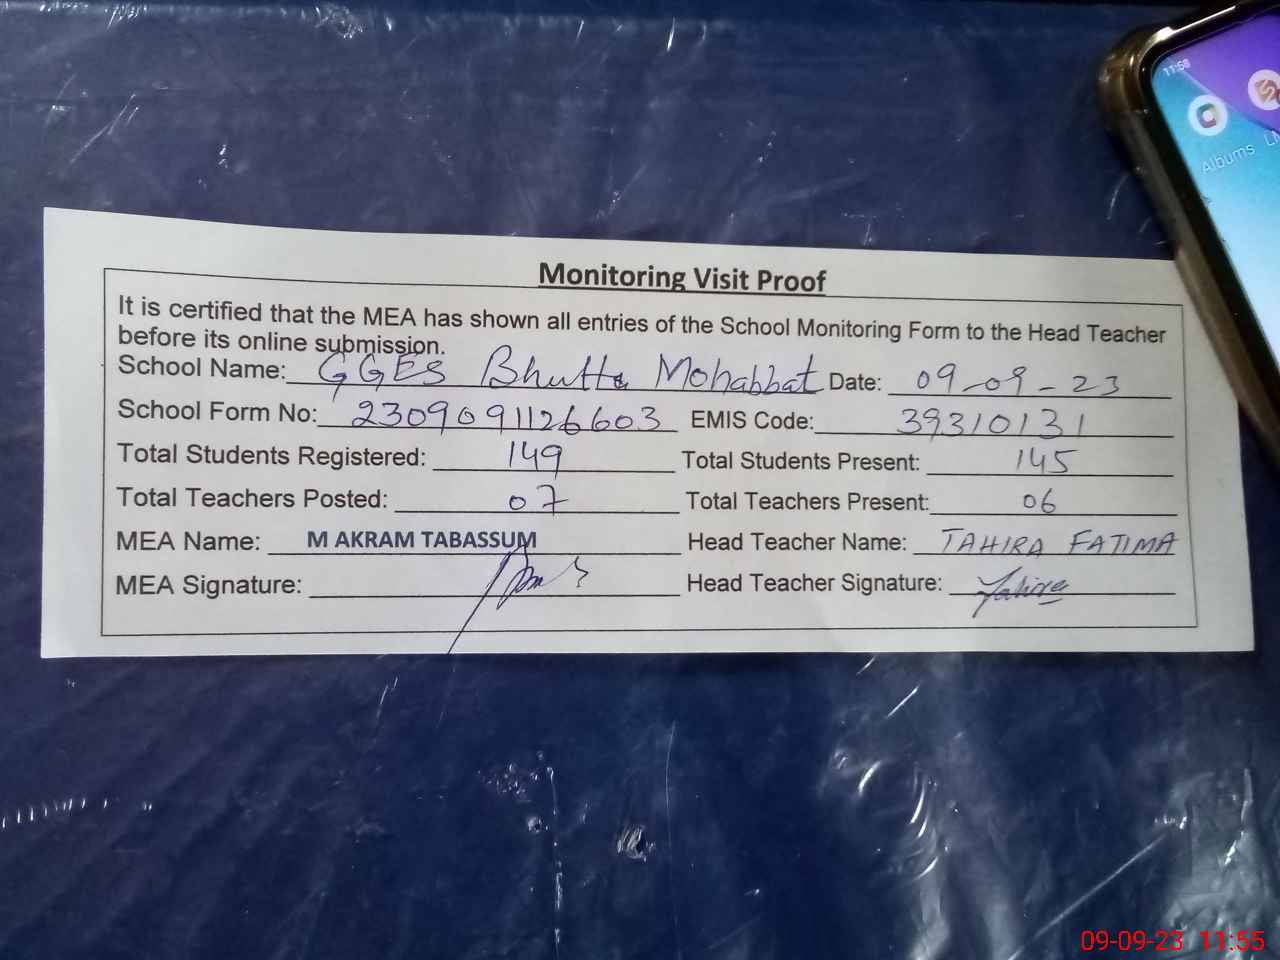 11:58
Albums
Monitoring Visit Proof
It is certified that the MEA has shown all entries of the School Monitoring Form to the Head Teacher
before its online submission.
School Name: GGES Bhutta Mohabbat Date: 09-09-23
School Form No: 2309091126603 EMIS Code: 39310131
Total Students Registered: 149 Total Students Present: 145
Total Teachers Posted: 07 Total Teachers Present: 06
MEA Name: M AKRAM TABASSUM Head Teacher Name: TAHIRA FATIMA
MEA Signature: Head Teacher Signature: Tahira
09-09-23 11:55